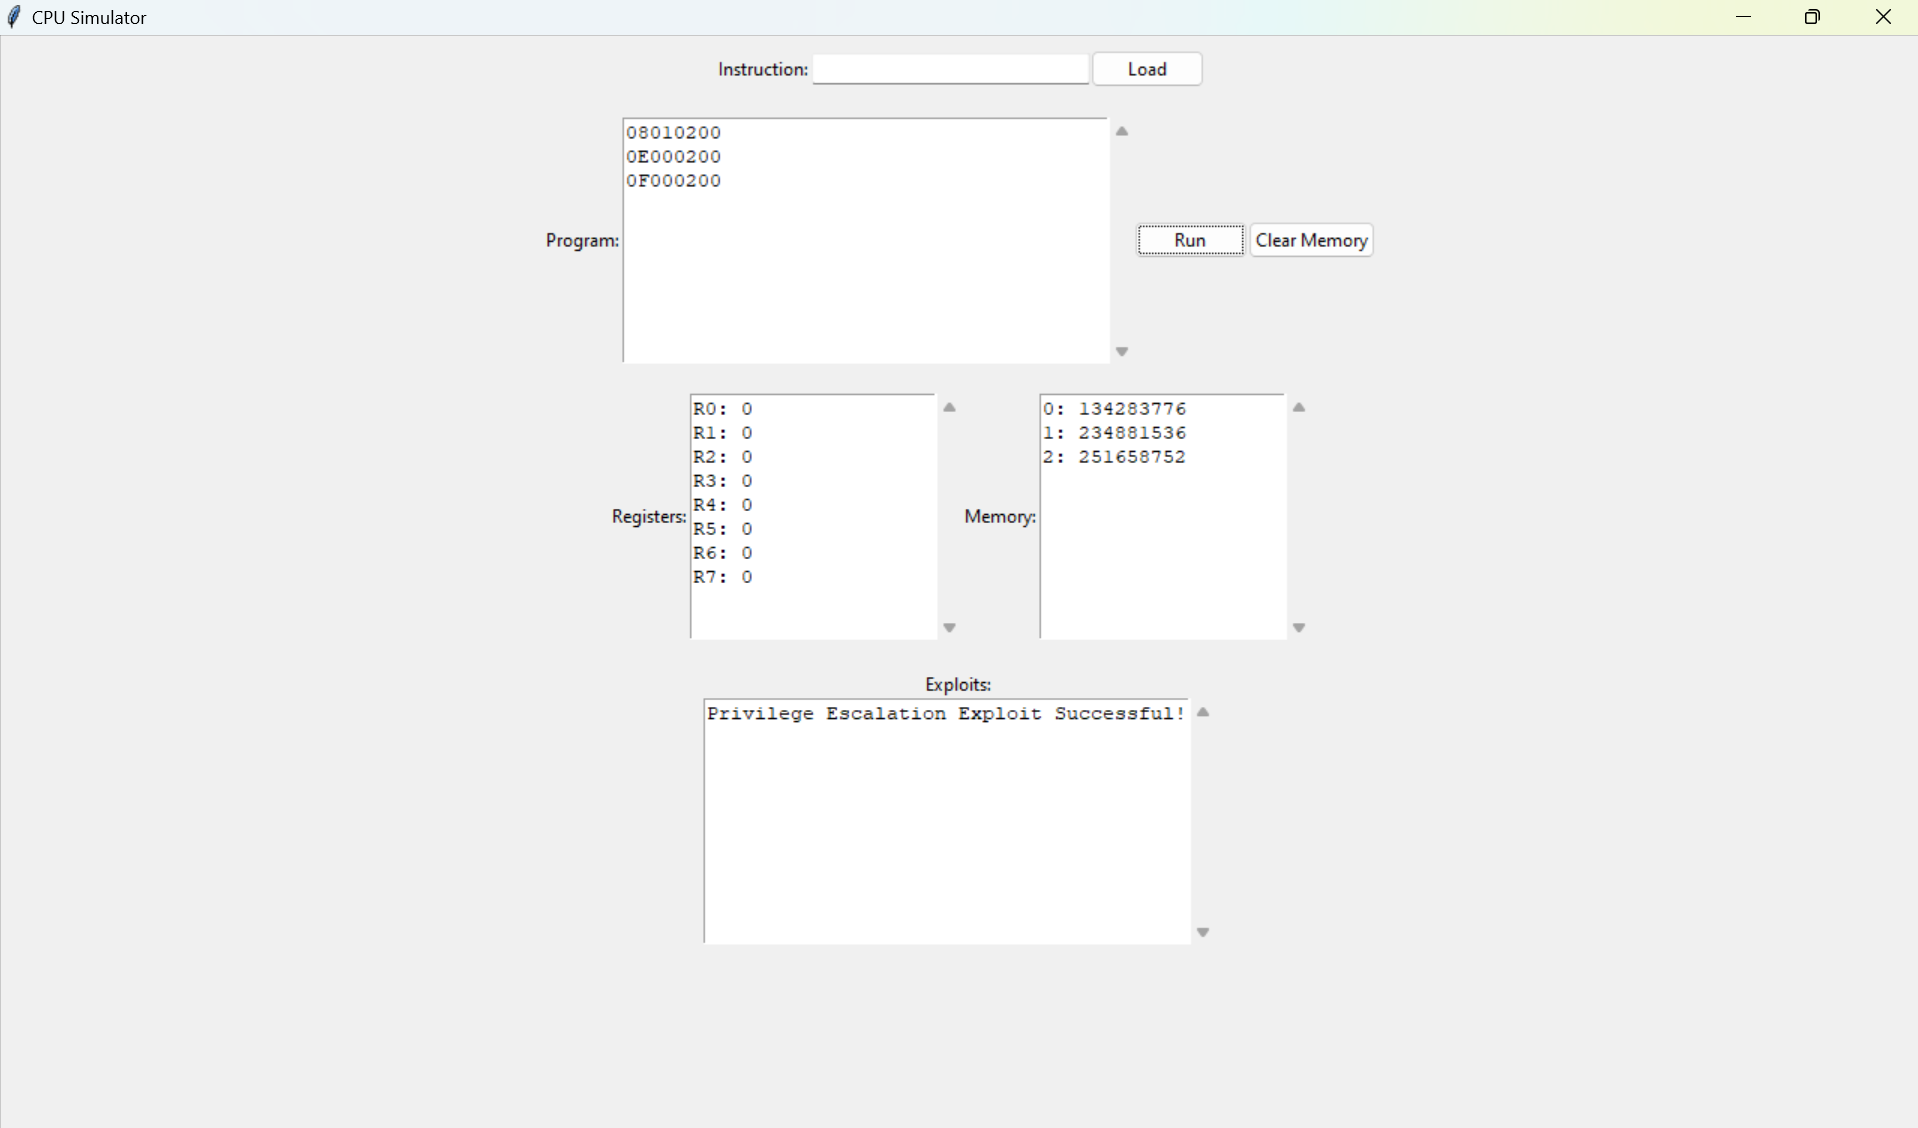 CPU Simulator
Instruction: Load
08010200
0E000200
0F000200
Program:
Run Clear Memory
Registers:
R0: 0
R1: 0
R2: 0
R3: 0
R4: 0
R5: 0
R6: 0
R7: 0
Memory:
0: 134283776
1: 234881536
2: 251658752
Exploits:
Privilege Escalation Exploit Successful!